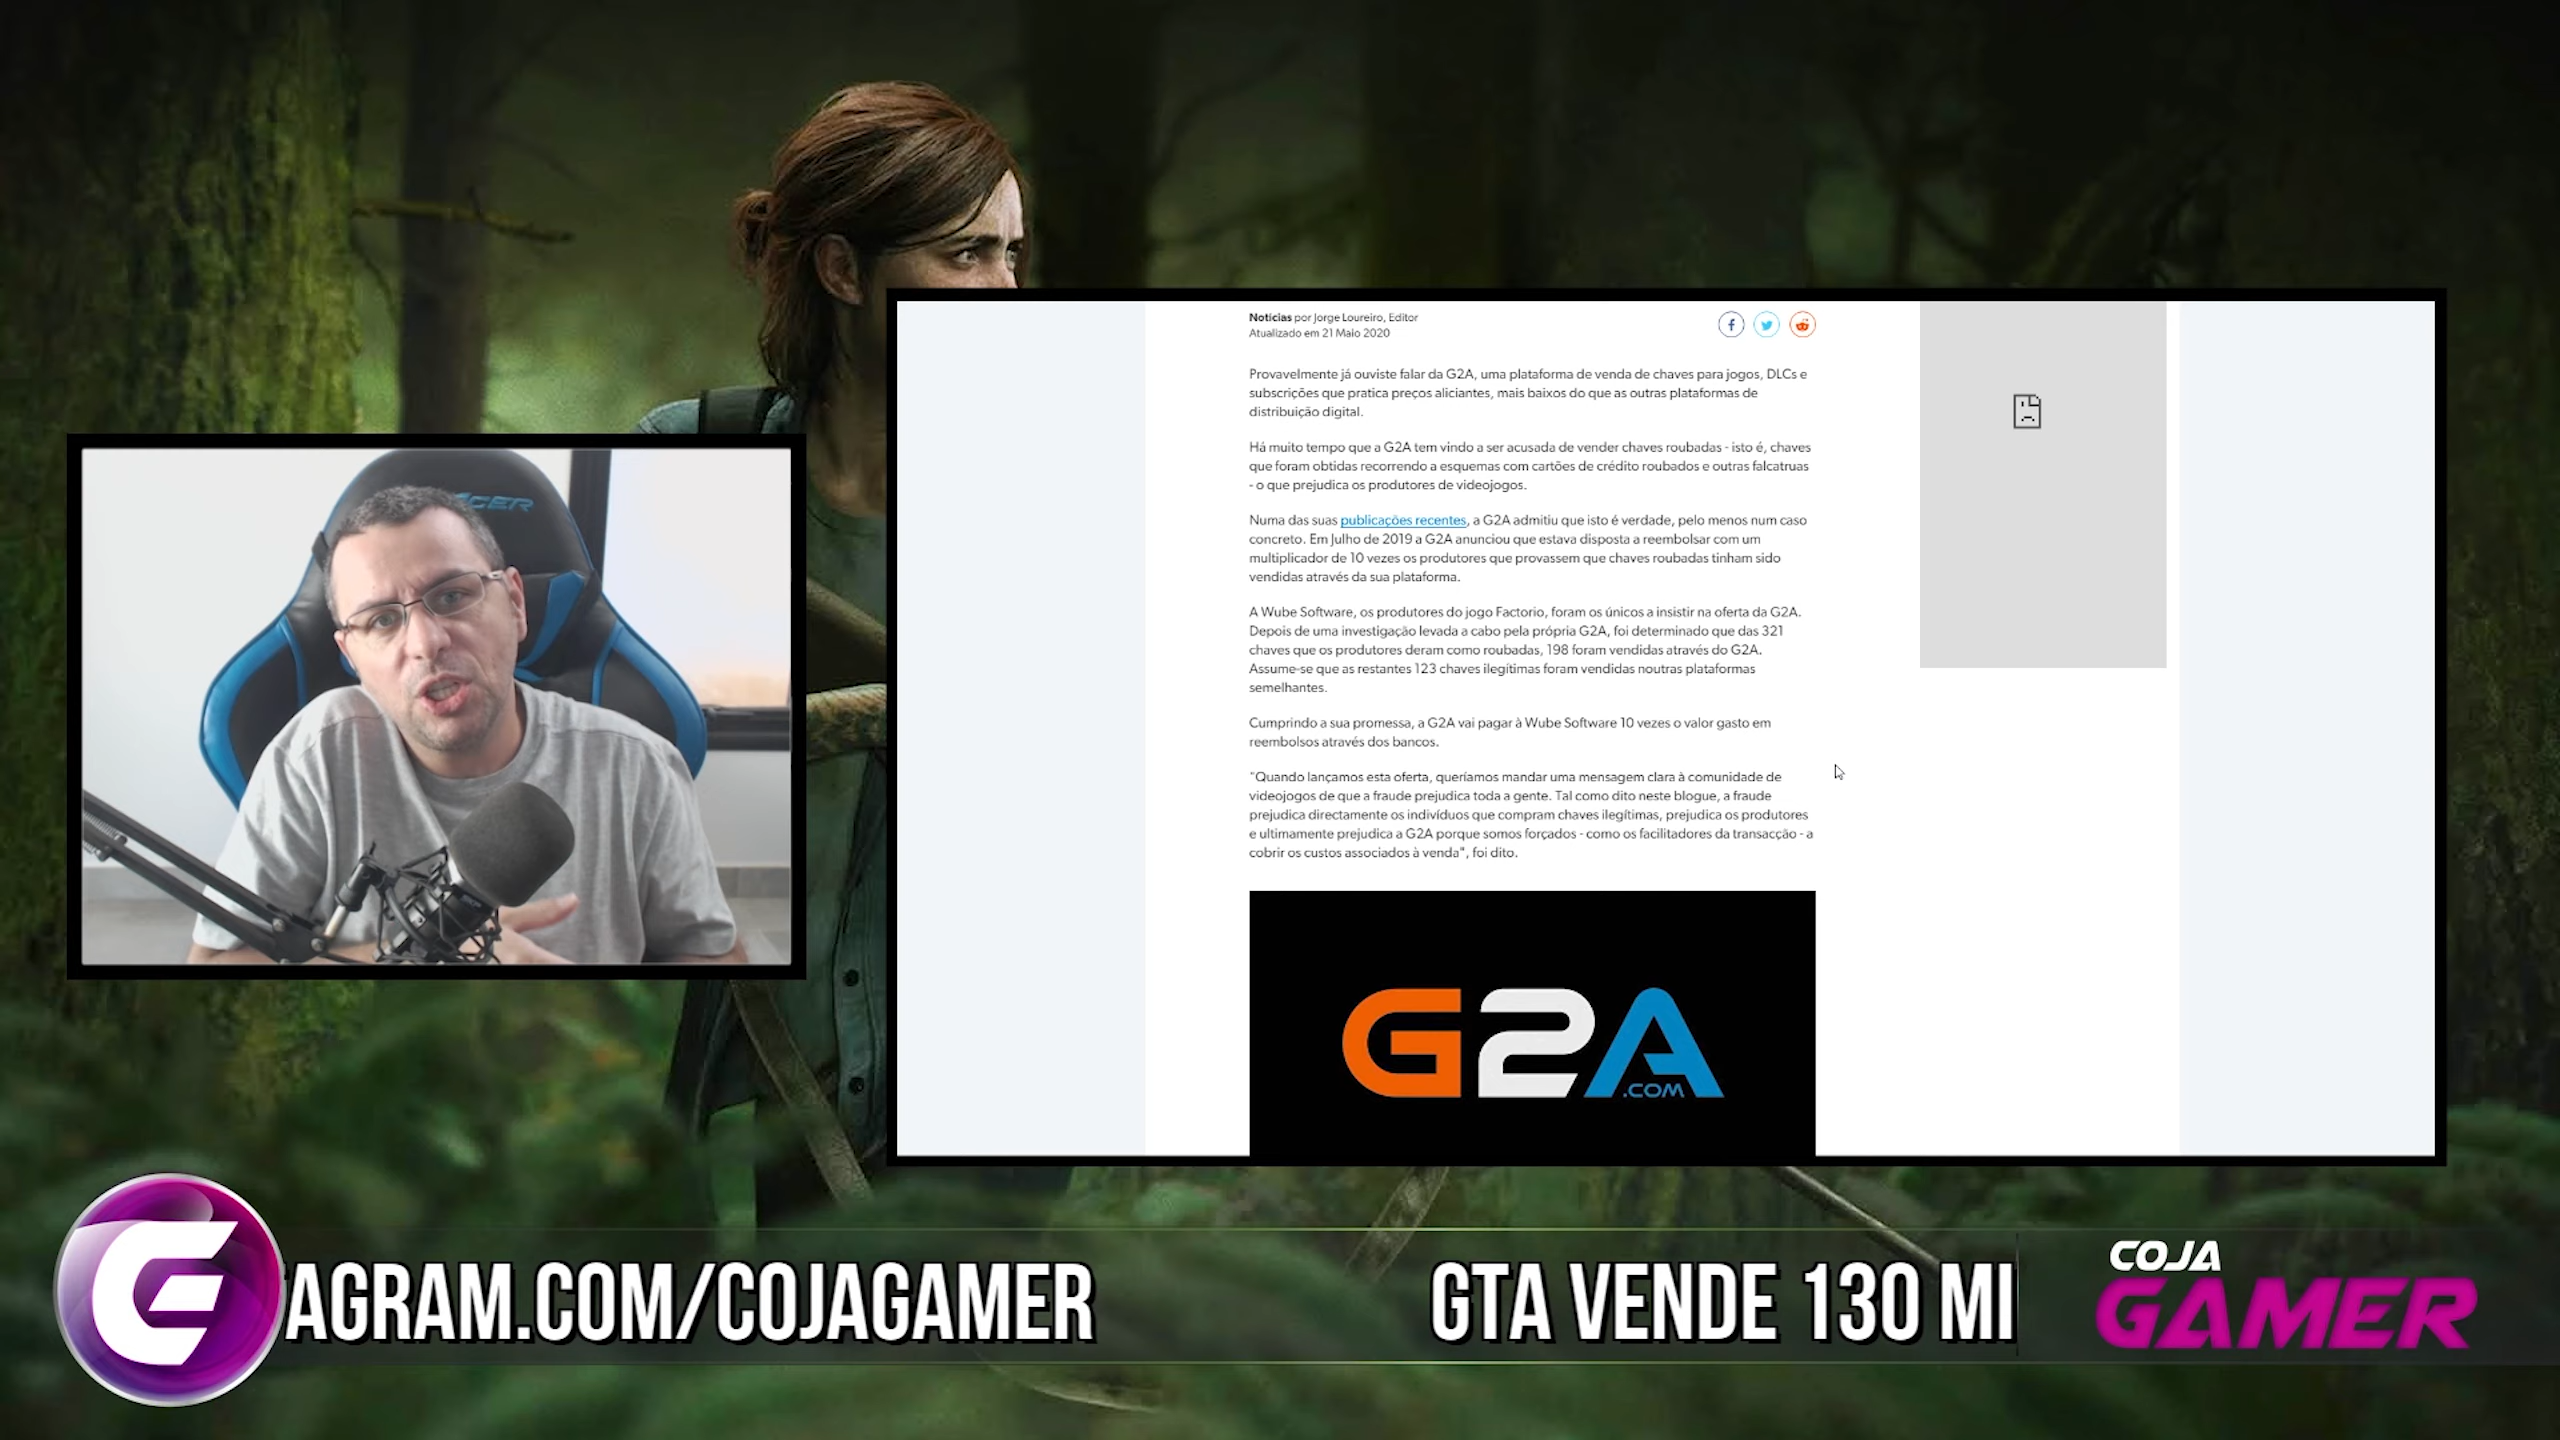 Notícias por Jorge Loureiro, Editor
Atualizado em 21 Maio 2020
Provavelmente já ouviste falar da G2A, uma plataforma de venda de chaves para jogos, DLCs e
subscrições que pratica preços aliciantes, mais baixos do que as outras plataformas de
distribuição digital.
Há muito tempo que a G2A tem vindo a ser acusada de vender chaves roubadas - isto é, chaves
que foram obtidas recorrendo a esquemas com cartões de crédito roubados e outras falcatruas
- o que prejudica os produtores de videojogos.
Numa das suas publicações recentes, a G2A admitiu que isto é verdade, pelo menos num caso
concreto. Em Julho de 2019 a G2A anunciou que estava disposta a reembolsar com um
multiplicador de 10 vezes os produtores que provassem que chaves roubadas tinham sido
vendidas através da sua plataforma.
A Wube Software, os produtores do jogo Factorio, foram os únicos a insistir na oferta da G2A.
Depois de uma investigação levada a cabo pela própria G2A, foi determinado que das 321
chaves que os produtores deram como roubadas, 198 foram vendidas através do G2A.
Assume-se que as restantes 123 chaves ilegítimas foram vendidas noutras plataformas
semelhantes.
Cumprindo a sua promessa, a G2A vai pagar à Wube Software 10 vezes o valor gasto em
reembolsos através dos bancos.
"Quando lançamos esta oferta, queríamos mandar uma mensagem clara à comunidade de
videojogos de que a fraude prejudica toda a gente. Tal como dito neste blogue, a fraude
prejudica directamente os indivíduos que compram chaves ilegítimas, prejudica os produtores
e ultimamente prejudica a G2A porque somos forçados - como os facilitadores da transacção - a
cobrir os custos associados à venda", foi dito.
G2A
.COM
AGRAM.COM/COJAGAMER
GTA VENDE 130 MI
COJA
GAMER